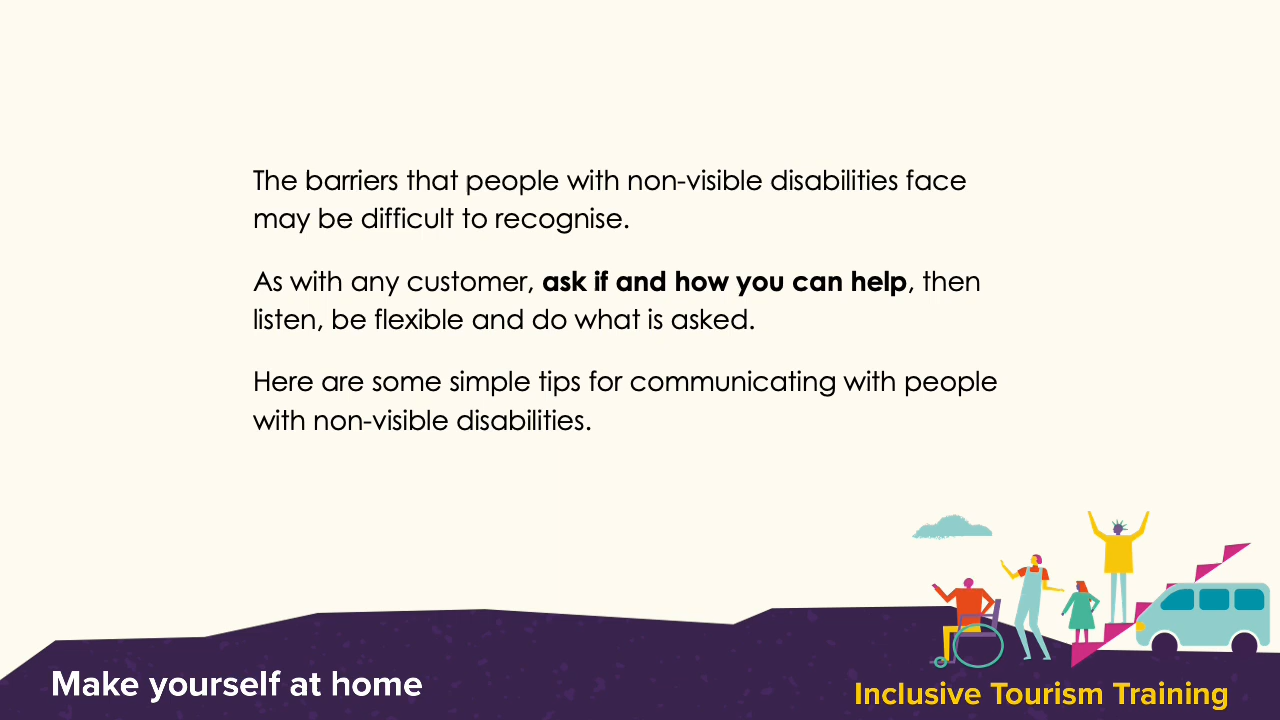 The barriers that people with non-visible disabilities face
may be difficult to recognise.
As with any customer, ask if and how you can help, then
listen, be flexible and do what is asked.
Here are some simple tips for communicating with people
with non-visible disabilities.
Make yourself at home
Inclusive Tourism Training